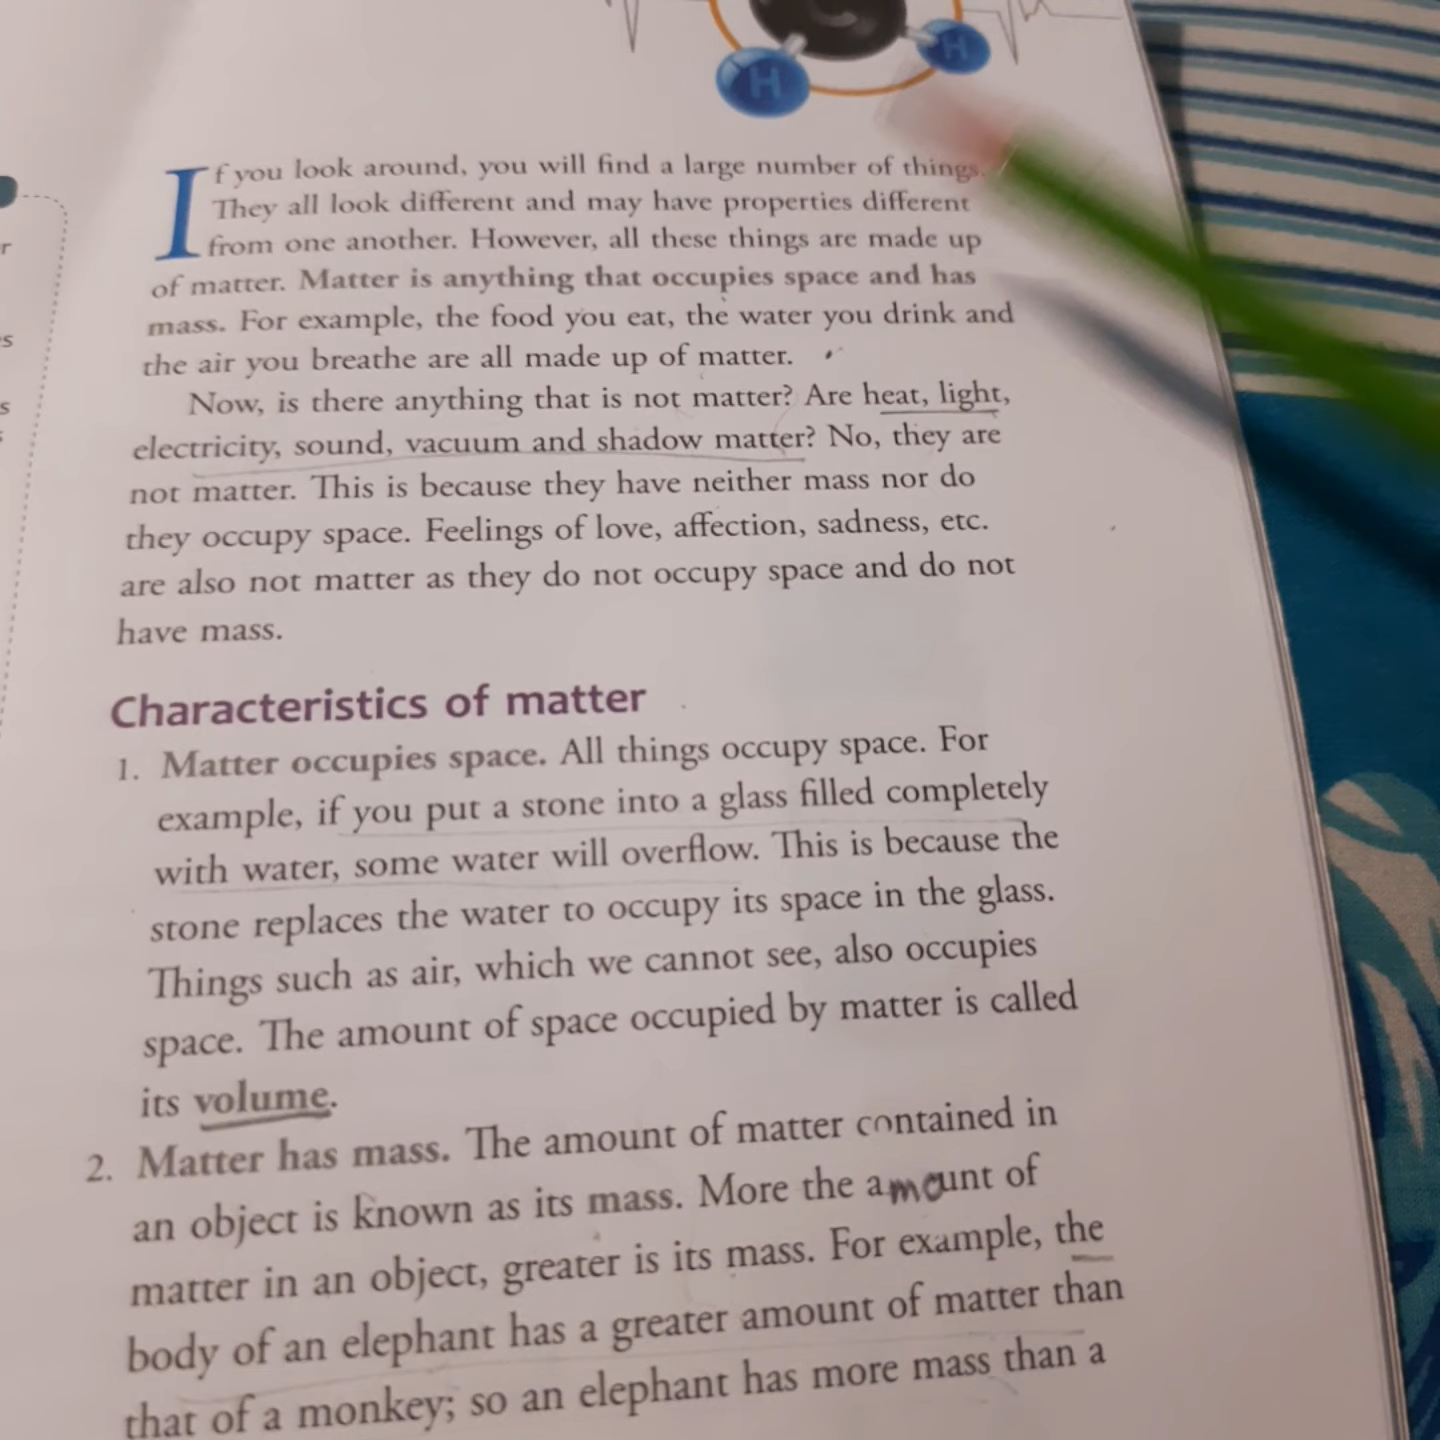 H
H
If you look around, you will find a large number of things.
They all look different and may have properties different
from one another. However, all these things are made up
of matter. Matter is anything that occupies space and has
mass. For example, the food you eat, the water you drink and
the air you breathe are all made up of matter.
Now, is there anything that is not matter? Are heat, light,
electricity, sound, vacuum and shadow matter? No, they are
not matter. This is because they have neither mass nor do
they occupy space. Feelings of love, affection, sadness, etc.
are also not matter as they do not occupy space and do not
have mass.
Characteristics of matter
1. Matter occupies space. All things occupy space. For
example, if you put a stone into a glass filled completely
with water, some water will overflow. This is because the
stone replaces the water to occupy its space in the glass.
Things such as air, which we cannot see, also occupies
space. The amount of space occupied by matter is called
its volume.
2. Matter has mass. The amount of matter contained in
an object is known as its mass. More the amount of
matter in an object, greater is its mass. For example, the
body of an elephant has a greater amount of matter than
that of a monkey; so an elephant has more mass than a